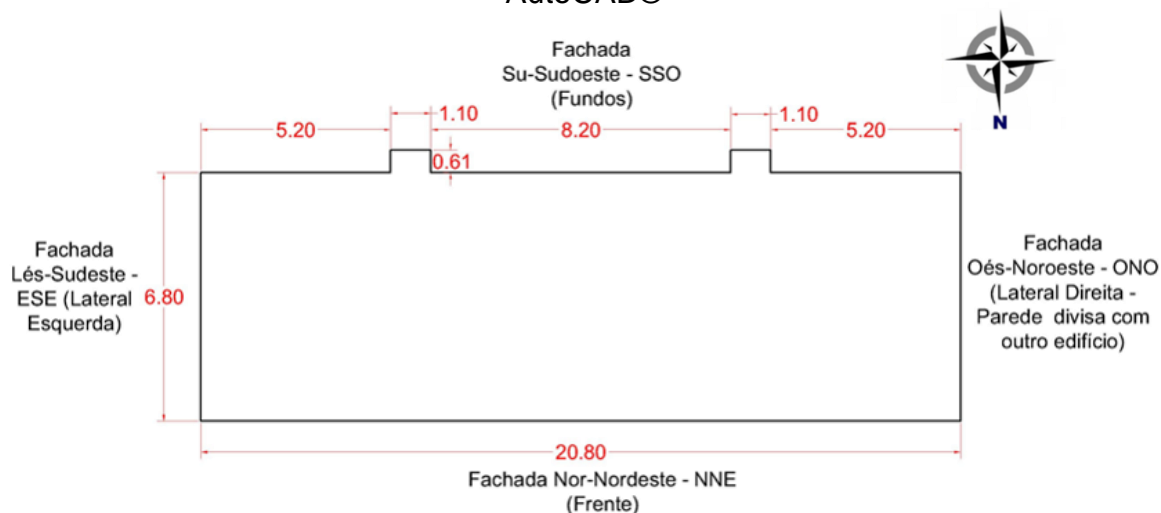 AutoCAD®
Fachada
Su-Sudoeste - SSO
(Fundos)
N
1.10
1.10
5.20
8.20
5.20
0.61
Fachada
Lés-Sudeste -
ESE (Lateral
Esquerda)
6.80
Fachada
Oés-Noroeste - ONO
(Lateral Direita -
Parede divisa com
outro edifício)
20.80
Fachada Nor-Nordeste - NNE
(Frente)